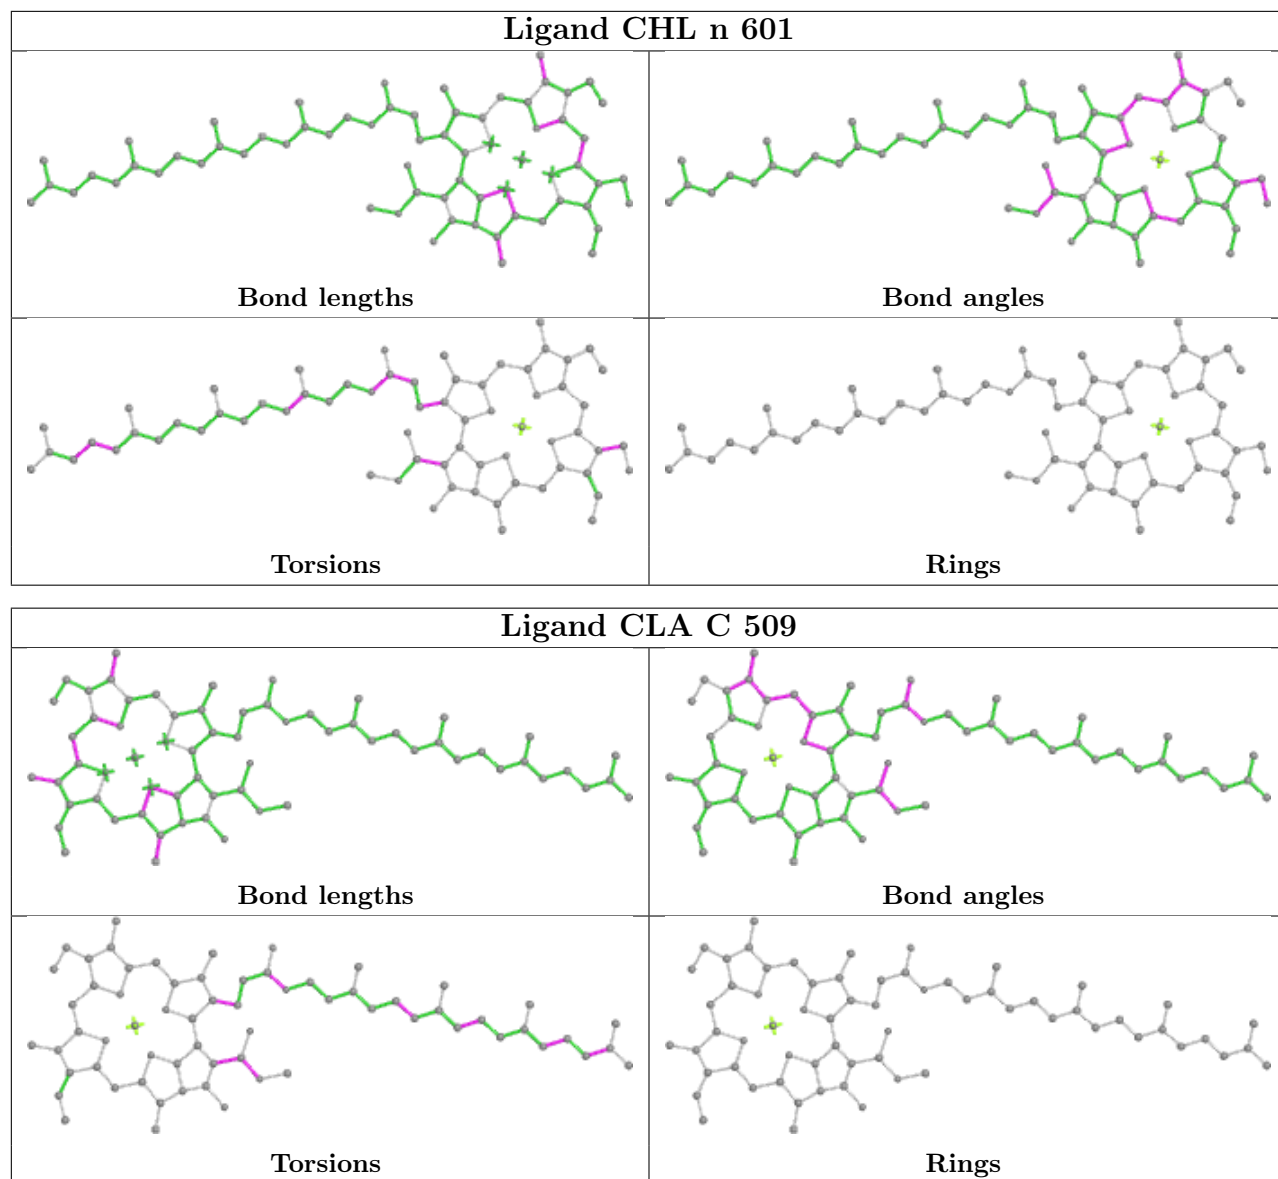 Ligand CHL n 601
Bond lengths
Bond angles
Torsions
Rings
Ligand CLA C 509
Bond lengths
Bond angles
Torsions
Rings